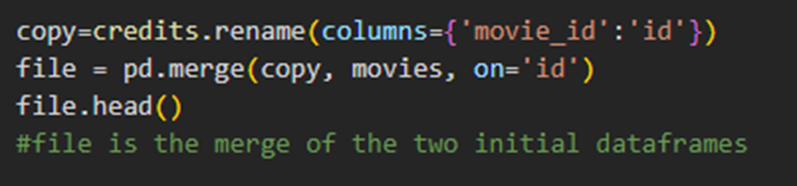 copy=credits.rename(columns={'movie_id':'id'})
file = pd.merge(copy, movies, on='id')
file.head()
#file is the merge of the two initial dataframes